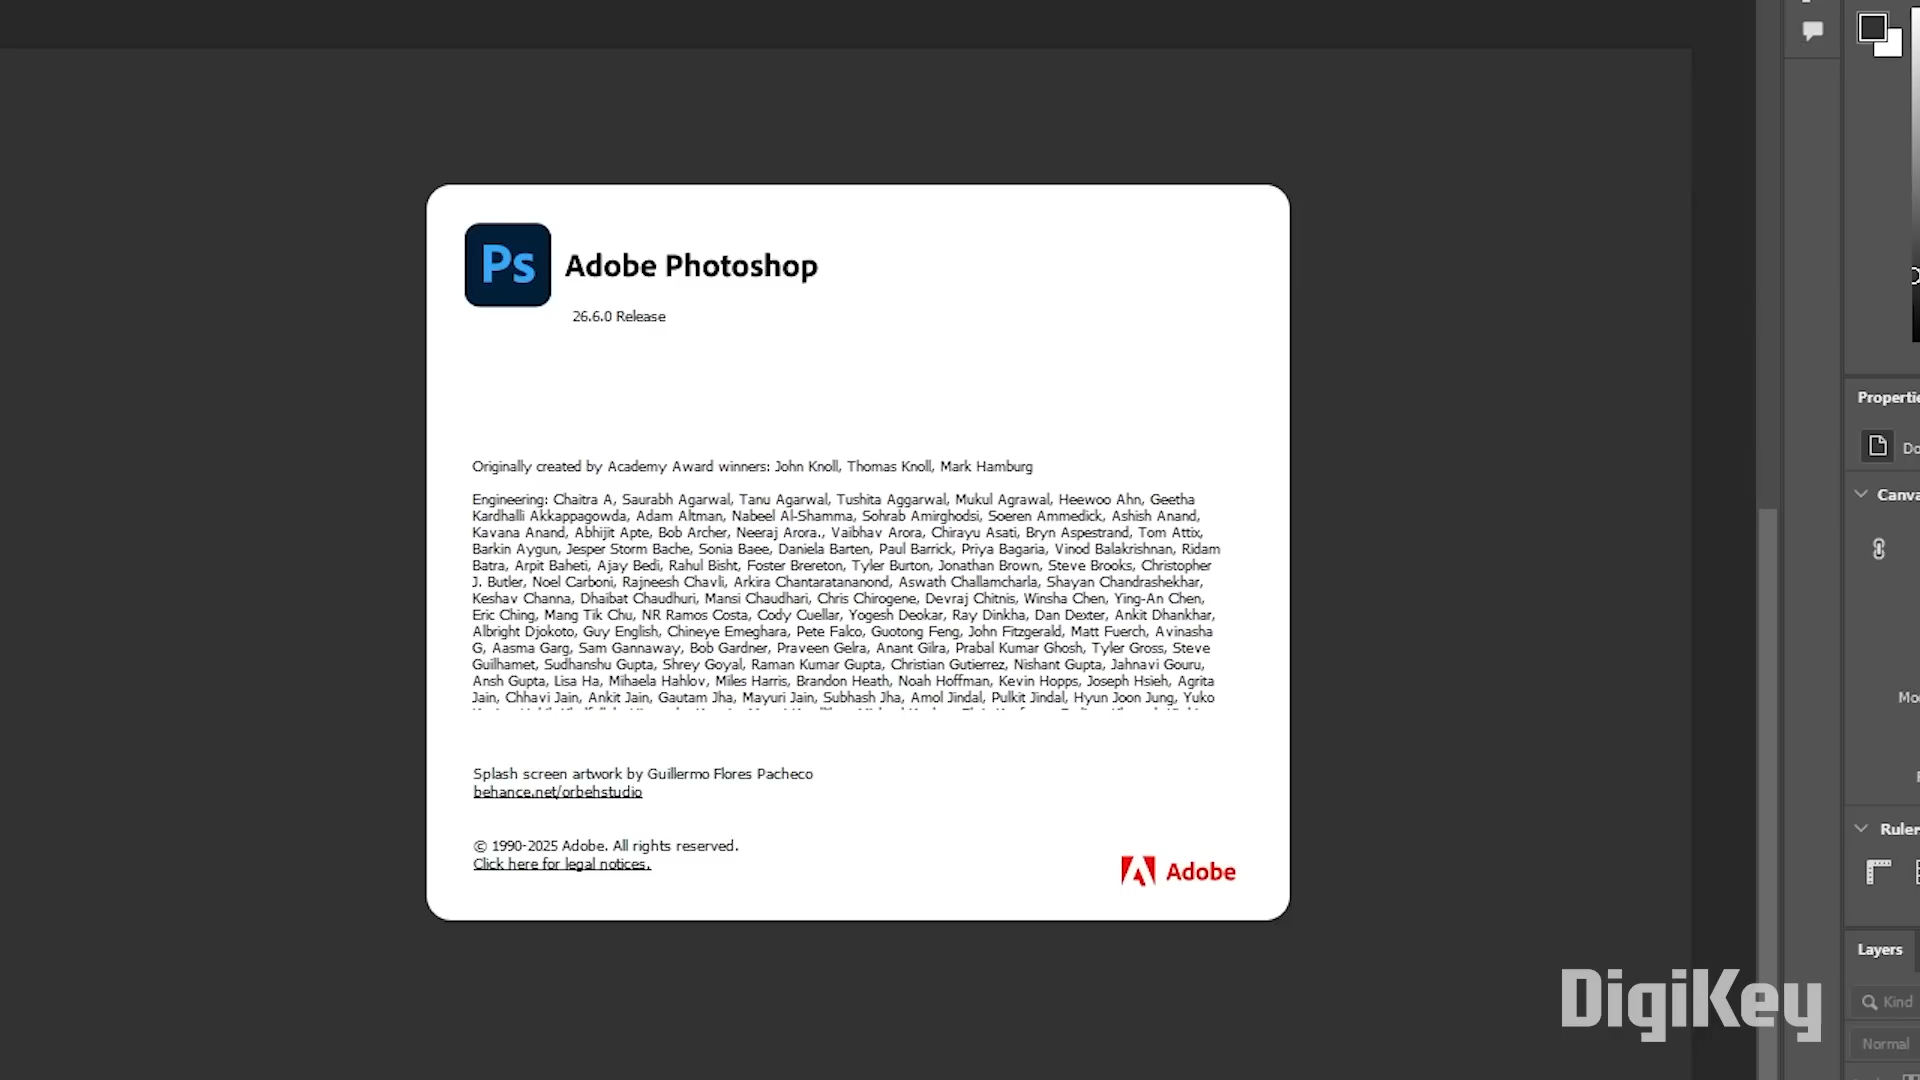 Ps
Adobe Photoshop
26.6.0 Release
Originally created by Academy Award winners: John Knoll, Thomas Knoll, Mark Hamburg
Engineering: Chaitra A, Saurabh Agarwal, Tanu Agarwal, Tushita Aggarwal, Mukul Agrawal, Heewoo Ahn, Geetha
Kardhalli Akkappagowda, Adam Altman, Nabeel Al-Shamma, Sohrab Amirghodsi, Soeren Ammedick, Ashish Anand,
Kavana Anand, Abhijit Apte, Bob Archer, Neeraj Arora., Vaibhav Arora, Chirayu Asati, Bryn Aspestrand, Tom Attix,
Barkin Aygun, Jesper Storm Bache, Sonia Baee, Daniela Barten, Paul Barrick, Priya Bagaria, Vinod Balakrishnan, Ridam
Batra, Arpit Baheti, Ajay Bedi, Rahul Bisht, Foster Brereton, Tyler Burton, Jonathan Brown, Steve Brooks, Christopher
J. Butler, Noel Carboni, Rajneesh Chavli, Arkira Chantaratananond, Aswath Challamcharla, Shayan Chandrashekhar,
Keshav Channa, Dhaibat Chaudhuri, Mansi Chaudhari, Chris Chirogene, Devraj Chitnis, Winsha Chen, Ying-An Chen,
Eric Ching, Mang Tik Chu, NR Ramos Costa, Cody Cuellar, Yogesh Deokar, Ray Dinkha, Dan Dexter, Ankit Dhankhar,
Albright Djokoto, Guy English, Chineye Emeghara, Pete Falco, Guotong Feng, John Fitzgerald, Matt Fuerch, Avinasha
G, Aasma Garg, Sam Gannaway, Bob Gardner, Praveen Gelra, Anant Gilra, Prabal Kumar Ghosh, Tyler Gross, Steve
Guilhamet, Sudhanshu Gupta, Shrey Goyal, Raman Kumar Gupta, Christian Gutierrez, Nishant Gupta, Jahnavi Gouru,
Ansh Gupta, Lisa Ha, Mihaela Hahlov, Miles Harris, Brandon Heath, Noah Hoffman, Kevin Hopps, Joseph Hsieh, Agrita
Jain, Chhavi Jain, Ankit Jain, Gautam Jha, Mayuri Jain, Subhash Jha, Amol Jindal, Pulkit Jindal, Hyun Joon Jung, Yuko
Splash screen artwork by Guillermo Flores Pacheco
behance.net/orbehstudio
© 1990-2025 Adobe. All rights reserved.
Click here for legal notices.
Adobe
Propertie
Do
Canva
Mo
Ruler
Layers
Kind
Normal
DigiKey